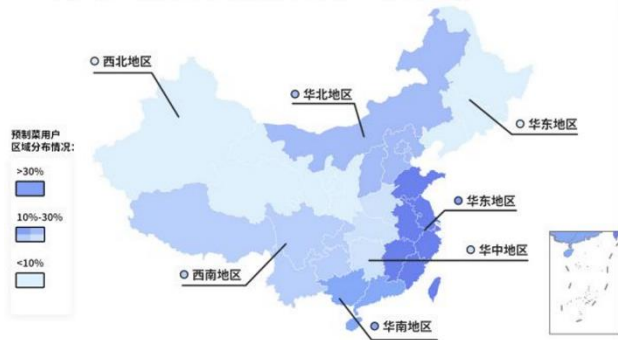 西北地区
华北地区
华东地区
预制菜用户
区域分布情况:
>30%
10%-30%
<10%
华东地区
华中地区
西南地区
华南地区